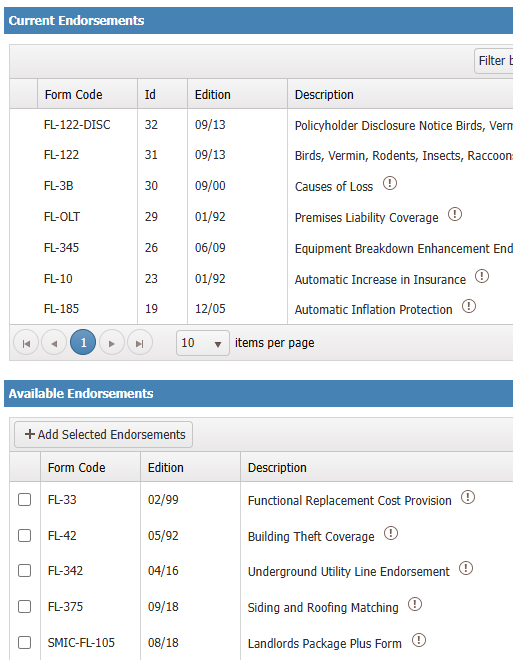 Current Endorsements
Filter
Form Code Id Edition Description
FL-122-DISC 32 09/13 Policyholder Disclosure Notice Birds,
FL-122 31 09/13 Birds, Vermin, Rodents, Insects,
FL-3B 30 09/00 Causes of Loss
FL-OLT 29 01/92 Premises Liability Coverage
FL-345 26 06/09 Equipment Breakdown Enhancement
FL-10 23 01/92 Automatic Increase in Insurance
FL-185 19 12/05 Automatic Inflation Protection
1 10 items per page
Available Endorsements
+ Add Selected Endorsements
Form Code Edition Description
FL-33 02/99 Functional Replacement Cost Provision
FL-42 05/92 Building Theft Coverage
FL-342 04/16 Underground Utility Line Endorsement
FL-375 09/18 Siding and Roofing Matching
SMIC-FL-105 08/18 Landlords Package Plus Form